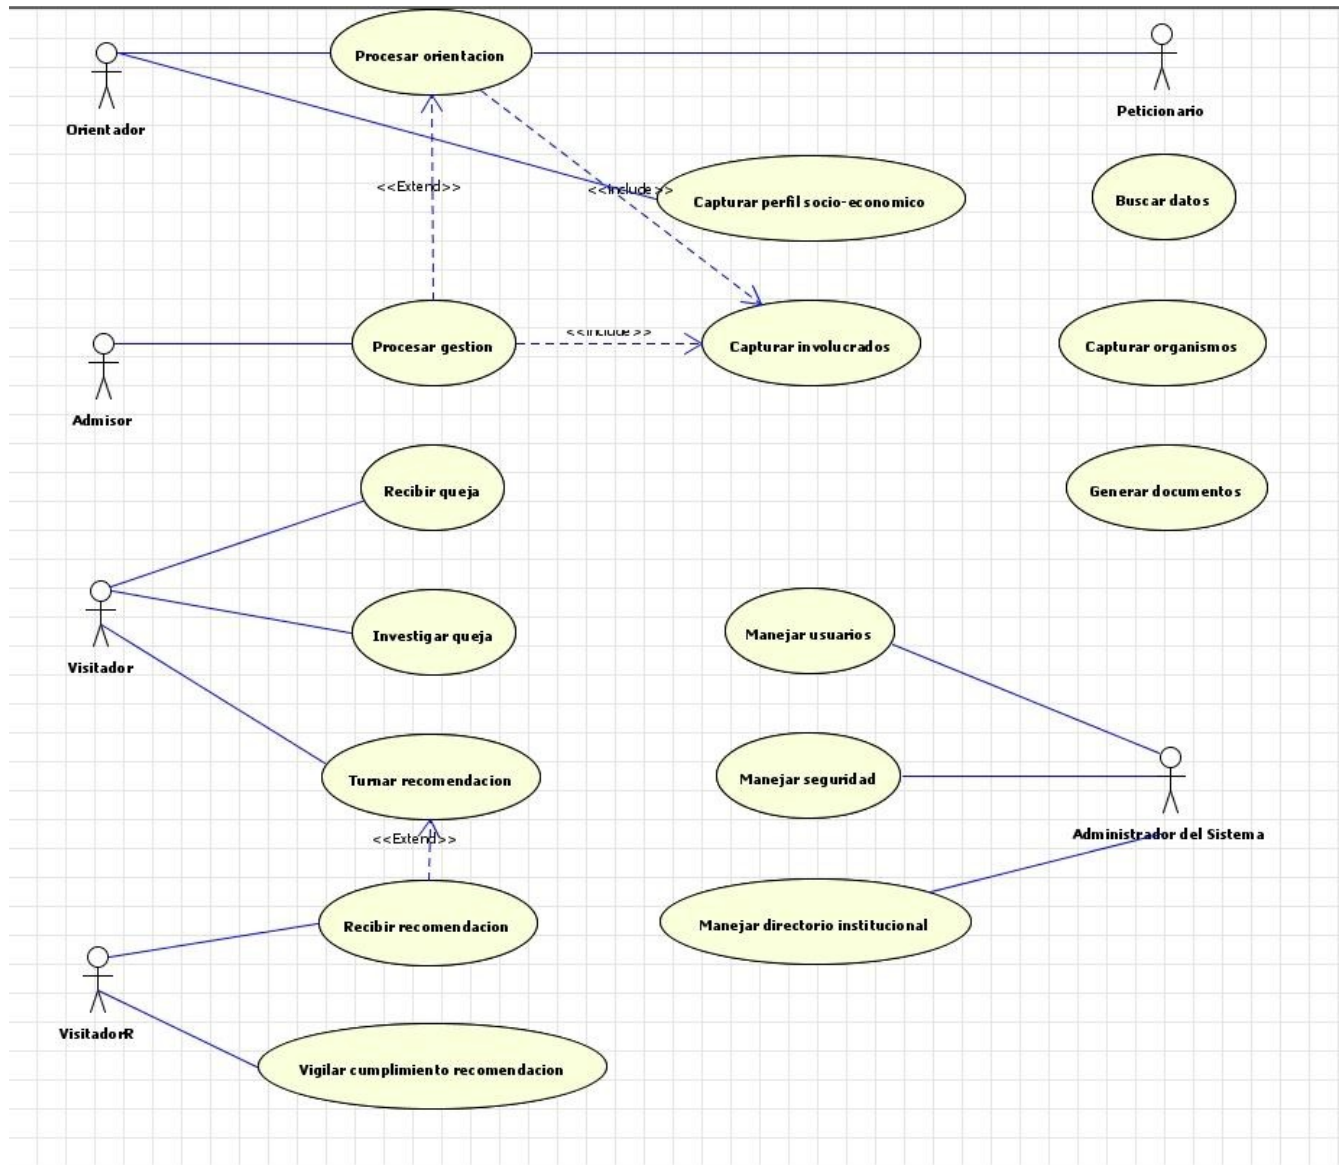 Procesar orientacion
Orientador
Peticionario
<<Extend>>
<<Include>>
Capturar perfil socio-economico
Buscar datos
<<Include>>
Procesar gestion
Capturar involucrados
Capturar organismos
Admisor
Recibir queja
Generar documentos
Investigar queja
Manejar usuarios
Visitador
Turnar recomendacion
Manejar seguridad
<<Extend>>
Administrador del Sistema
Recibir recomendacion
Manejar directorio institucional
VisitadorR
Vigilar cumplimiento recomendacion